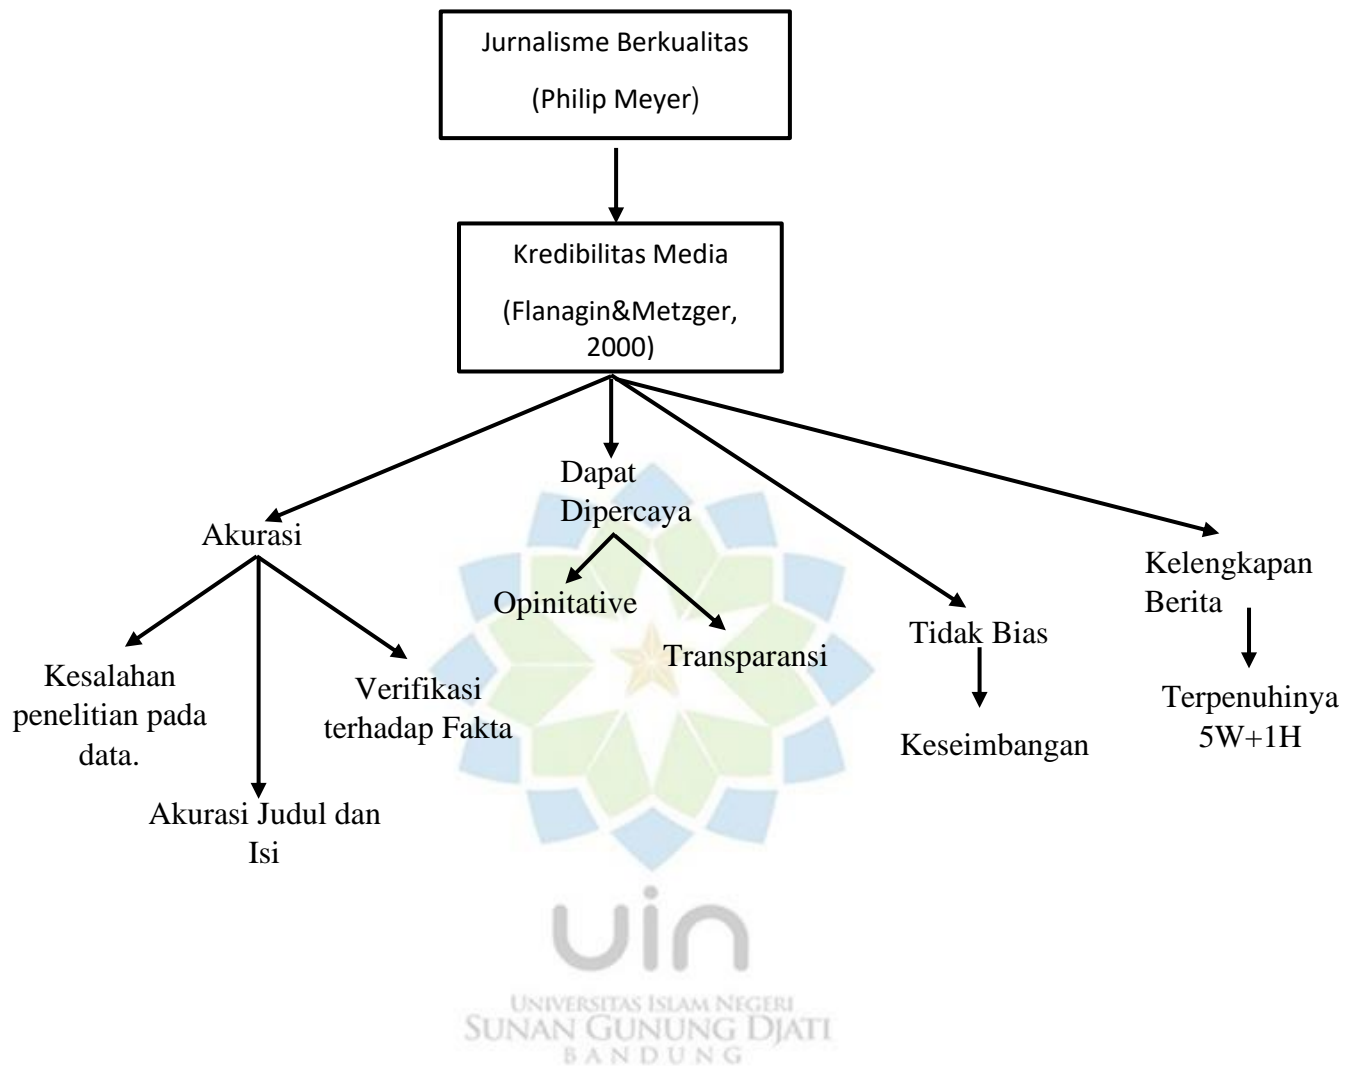 Jurnalisme Berkualitas
(Philip Meyer)
Kredibilitas Media
(Flanagin&Metzger,
2000)
Akurasi
Dapat
Dipercaya
Tidak Bias
Kelengkapan
Berita
Kesalahan
penelitian pada
data.
Akurasi Judul dan
Isi
Verifikasi
terhadap Fakta
Opinitative
Transparansi
Keseimbangan
Terpenuhinya
5W+1H
uin
UNIVERSITAS ISLAM NEGERI
SUNAN GUNUNG DJATI
BANDUNG